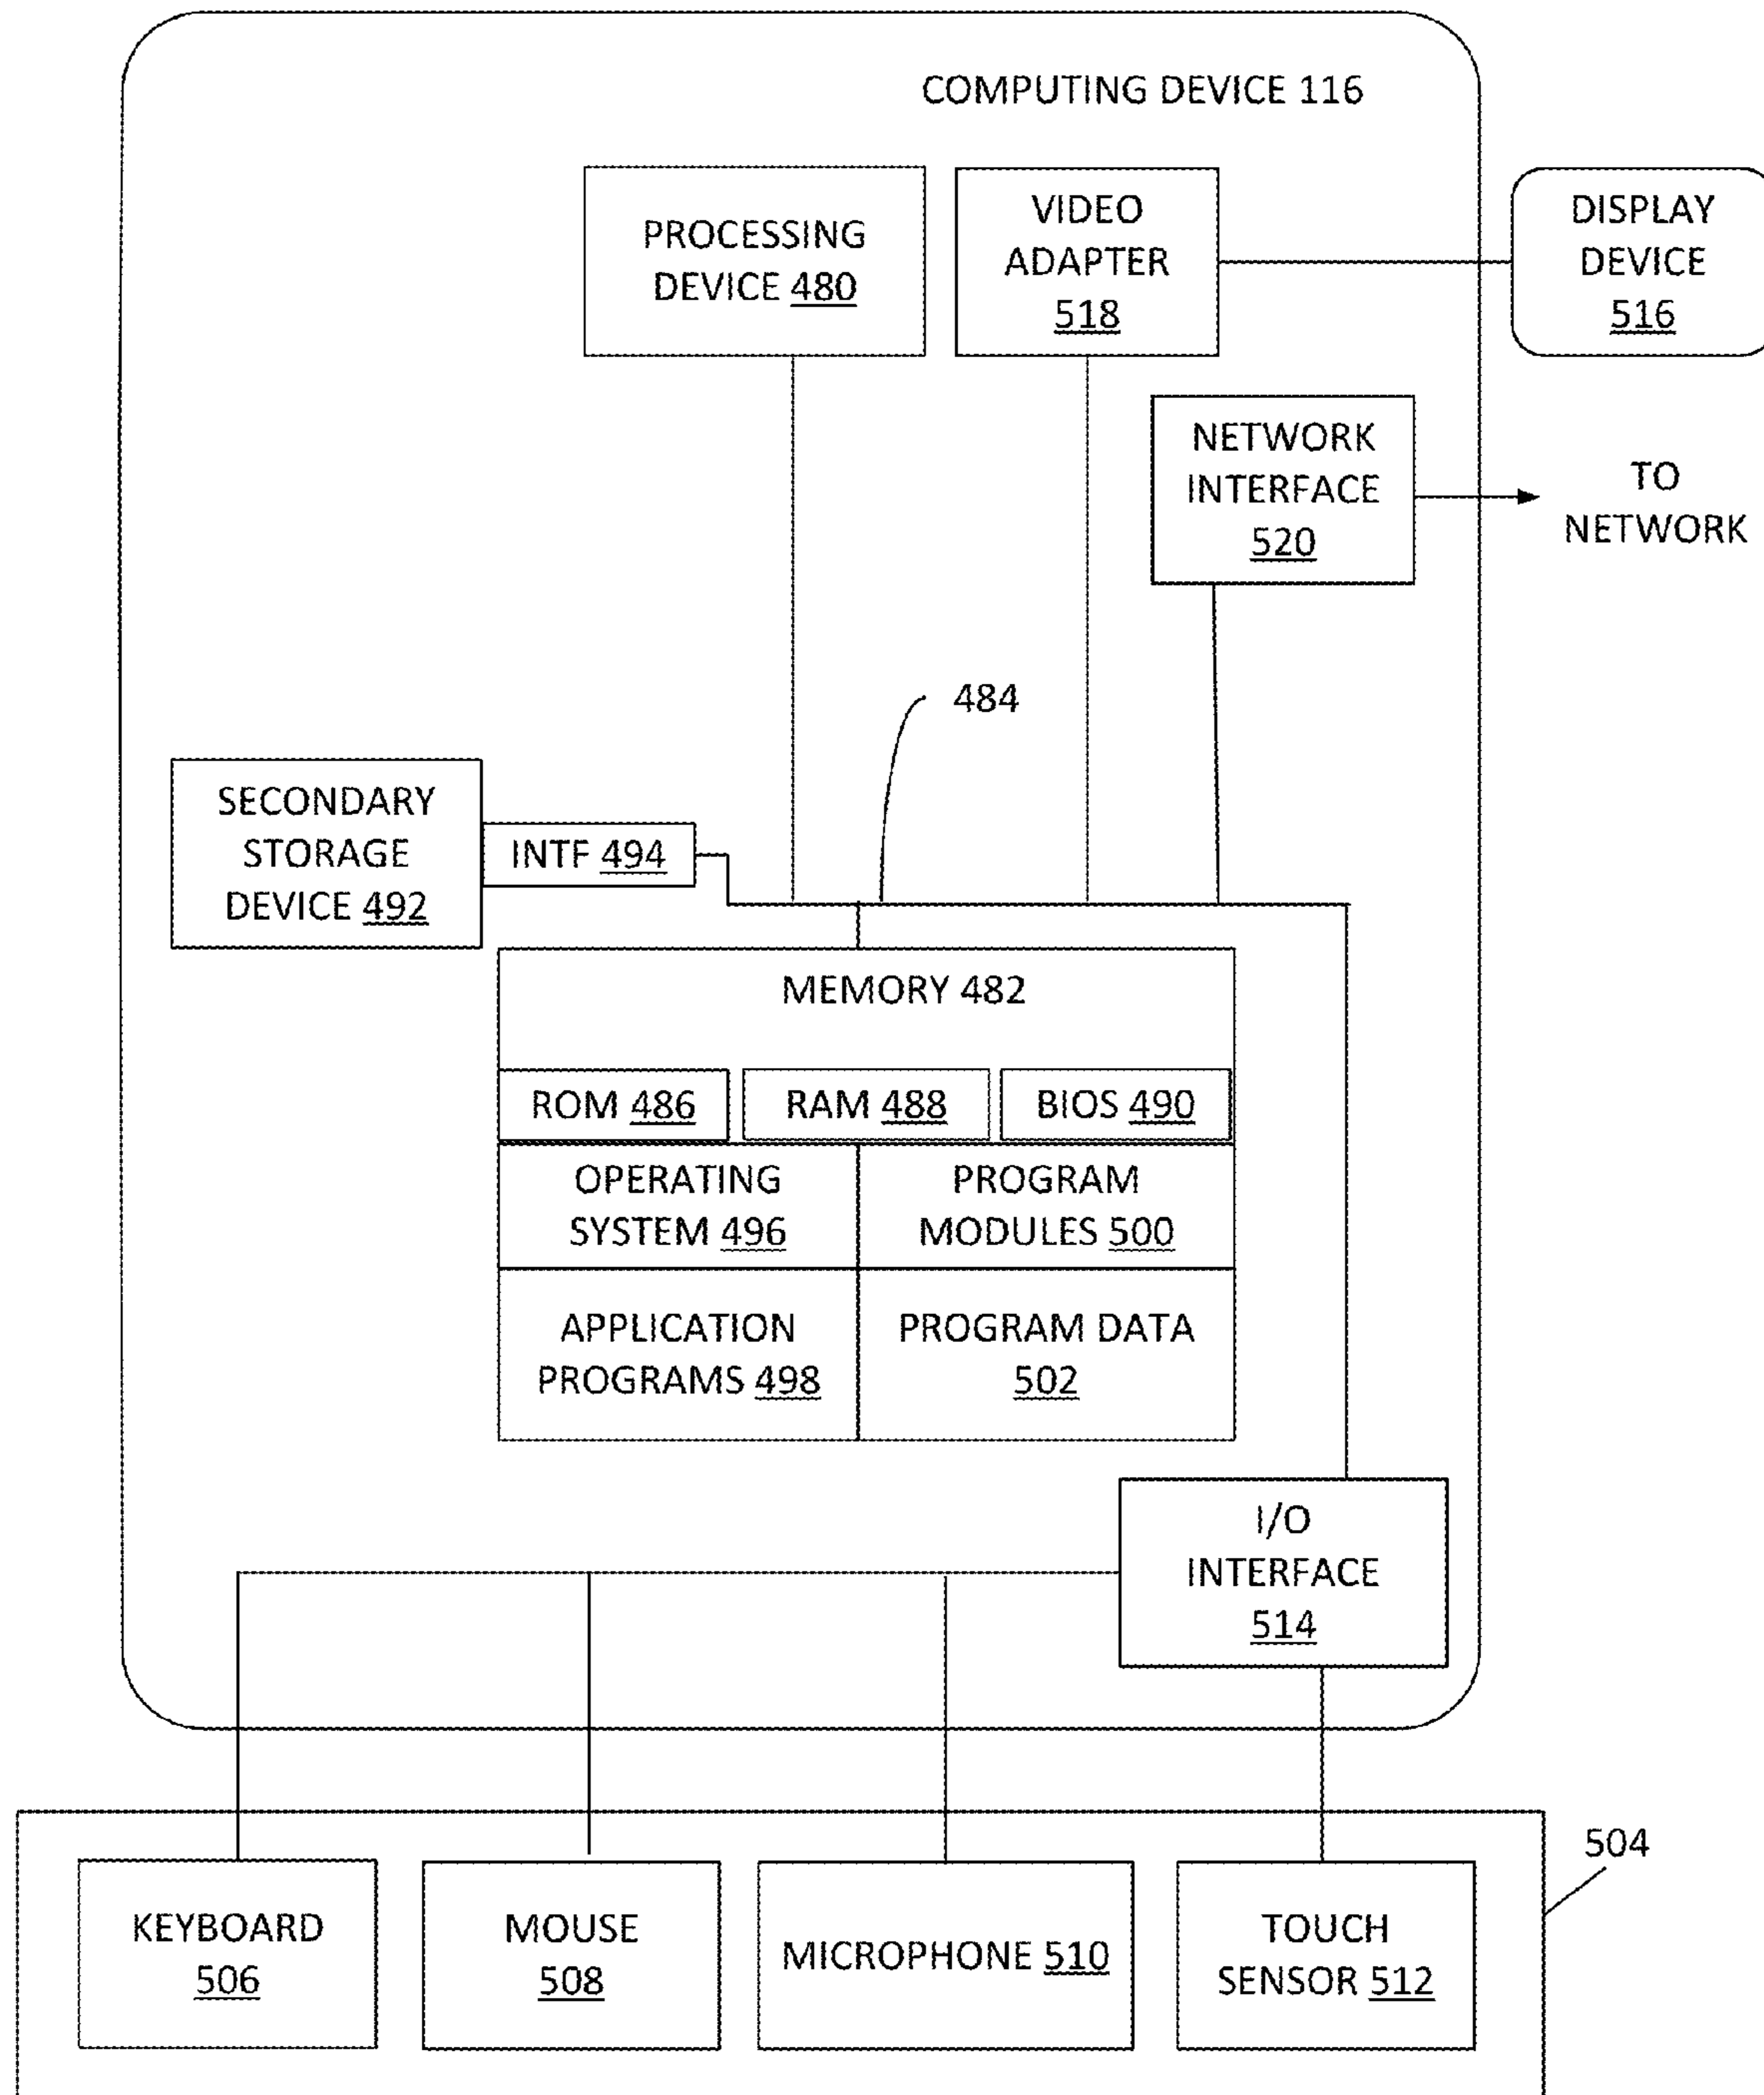 COMPUTING DEVICE 116
PROCESSING
DEVICE 480
VIDEO
ADAPTER
518
DISPLAY
DEVICE
516
NETWORK
INTERFACE
520
TO
NETWORK
484
SECONDARY
STORAGE
DEVICE 492
INTF 494
MEMORY 482
ROM 486
RAM 488
BIOS 490
OPERATING
SYSTEM 496
PROGRAM
MODULES 500
APPLICATION
PROGRAMS 498
PROGRAM DATA
502
I/O
INTERFACE
514
504
KEYBOARD
506
MOUSE
508
MICROPHONE 510
TOUCH
SENSOR 512